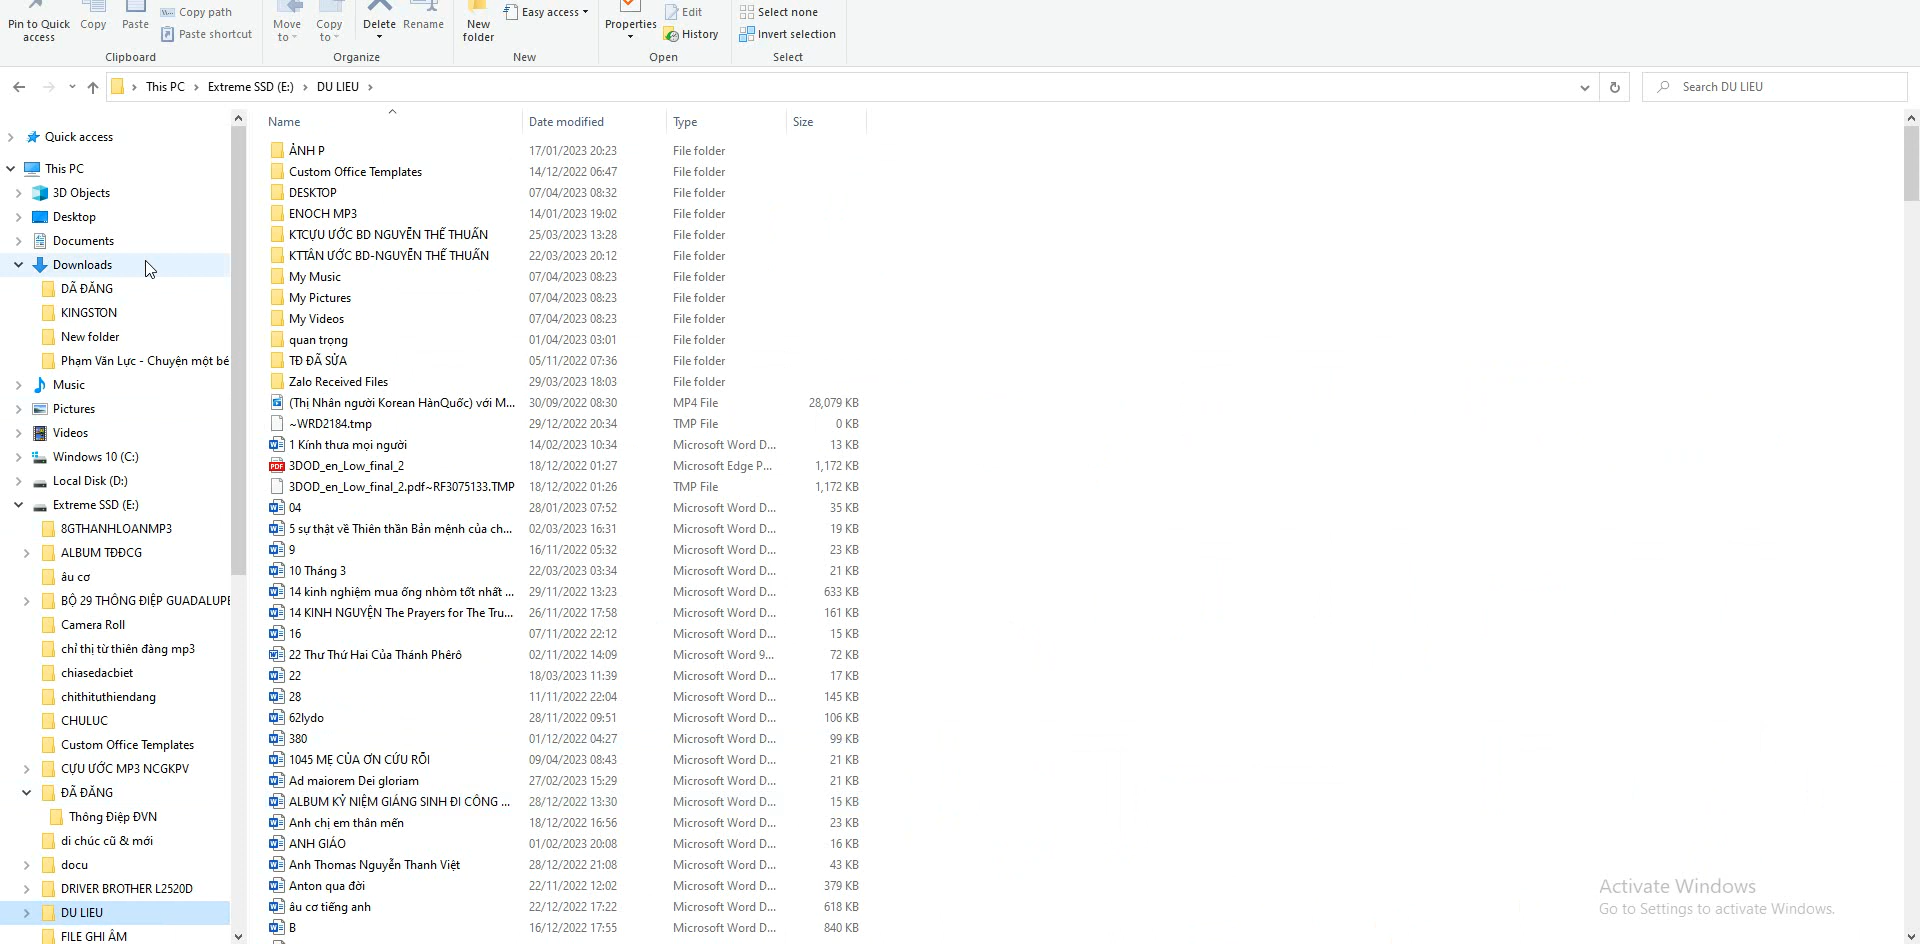 Pin to Quick access
Copy
Paste
Copy path
Paste shortcut
Move to
Copy to
Delete
Rename
New folder
Easy access
Properties
Edit
History
Select none
Invert selection
Clipboard
Organize
New
Open
Select
This PC > Extreme SSD (E:) > DU LIEU >
Search DU LIEU
Quick access
This PC
3D Objects
Desktop
Documents
Downloads
DÃ ĐĂNG
KINGSTON
New folder
Phạm Văn Lực - Chuyện một bé
Music
Pictures
Videos
Windows 10 (C:)
Local Disk (D:)
Extreme SSD (E:)
8GTHANHLOANMP3
ALBUM TĐĐCG
âu cơ
BỘ 29 THÔNG ĐIỆP GUADALUPE
Camera Roll
chỉ thị từ thiên đàng mp3
chiasedacbiet
chithituthiendang
CHULUC
Custom Office Templates
CỰU ƯỚC MP3 NCGKPV
ĐÃ ĐĂNG
Thông Điệp ĐVN
di chúc cũ & mới
docu
DRIVER BROTHER L2520D
DU LIEU
FILE GHI ÂM
Name Date modified Type Size
ẢNH P 17/01/2023 20:23 File folder
Custom Office Templates 14/12/2022 06:47 File folder
DESKTOP 07/04/2023 08:32 File folder
ENOCH MP3 14/01/2023 19:02 File folder
KTCỰU ƯỚC BD NGUYỄN THẾ THUẤN 25/03/2023 13:28 File folder
KTTÂN ƯỚC BD-NGUYỄN THẾ THUẤN 22/03/2023 20:12 File folder
My Music 07/04/2023 08:23 File folder
My Pictures 07/04/2023 08:23 File folder
My Videos 07/04/2023 08:23 File folder
quan trọng 01/04/2023 03:01 File folder
TĐ ĐÃ SỬA 05/11/2022 07:36 File folder
Zalo Received Files 29/03/2023 18:03 File folder
(Thị Nhân người Korean HànQuốc) với M... 30/09/2022 08:30 MP4 File 28,079 KB
~WRD2184.tmp 29/12/2022 20:34 TMP File 0 KB
1 Kính thưa mọi người 14/02/2023 10:34 Microsoft Word D... 13 KB
3DOD_en_Low_final_2 18/12/2022 01:27 Microsoft Edge P... 1,172 KB
3DOD_en_Low_final_2.pdf~RF3075133.TMP 18/12/2022 01:26 TMP File 1,172 KB
04 28/01/2023 07:52 Microsoft Word D... 35 KB
5 sự thật về Thiên thần Bản mệnh của ch... 02/03/2023 16:31 Microsoft Word D... 19 KB
9 16/11/2022 05:32 Microsoft Word D... 23 KB
10 Tháng 3 22/03/2023 03:34 Microsoft Word D... 21 KB
14 kinh nghiệm mua ống nhòm tốt nhất ... 29/11/2022 13:23 Microsoft Word D... 633 KB
14 KINH NGUYỆN The Prayers for The Tru... 26/11/2022 17:58 Microsoft Word D... 161 KB
16 07/11/2022 22:12 Microsoft Word D... 15 KB
22 Thư Thứ Hai Của Thánh Phêrô 02/11/2022 14:09 Microsoft Word 9... 72 KB
22 18/03/2023 11:39 Microsoft Word D... 17 KB
28 11/11/2022 22:04 Microsoft Word D... 145 KB
62lydo 28/11/2022 09:51 Microsoft Word D... 106 KB
380 01/12/2022 04:27 Microsoft Word D... 99 KB
1045 MẸ CỦA ƠN CỨU RỖI 09/04/2023 08:43 Microsoft Word D... 21 KB
Ad maiorem Dei gloriam 27/02/2023 15:29 Microsoft Word D... 21 KB
ALBUM KỶ NIỆM GIÁNG SINH ĐI CÔNG ... 28/12/2022 13:30 Microsoft Word D... 15 KB
Anh chị em thân mến 18/12/2022 16:56 Microsoft Word D... 23 KB
ANH GIÁO 01/02/2023 20:08 Microsoft Word D... 16 KB
Anh Thomas Nguyễn Thanh Việt 28/12/2022 21:08 Microsoft Word D... 43 KB
Anton qua đời 22/11/2022 12:02 Microsoft Word D... 379 KB
âu cơ tiếng anh 22/12/2022 17:22 Microsoft Word D... 618 KB
B 16/12/2022 17:55 Microsoft Word D... 840 KB
Activate Windows
Go to Settings to activate Windows.